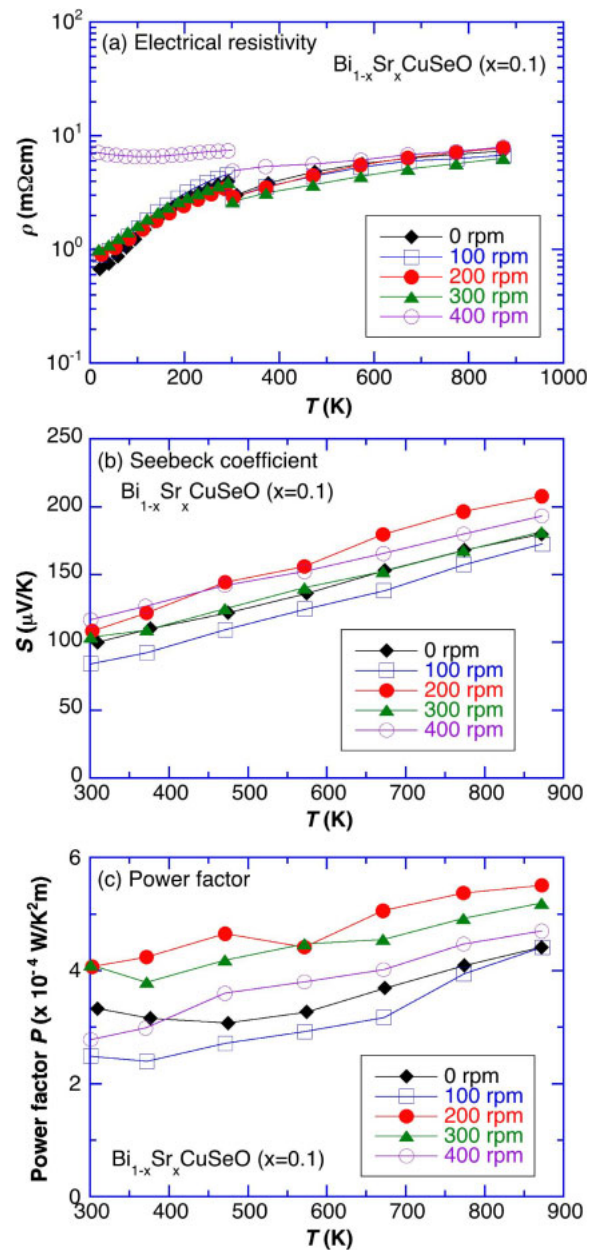 (a) Electrical resistivity
Bi₁₋ₓSrₓCuSeO (x=0.1)
10²
10¹
10⁰
10⁻¹
ρ (mΩcm)
0 rpm
100 rpm
200 rpm
300 rpm
400 rpm
0 200 400 600 800 1000
T (K)
(b) Seebeck coefficient
Bi₁₋ₓSrₓCuSeO (x=0.1)
250
200
150
100
50
0
S (μV/K)
0 rpm
100 rpm
200 rpm
300 rpm
400 rpm
300 400 500 600 700 800 900
T (K)
(c) Power factor
6
4
2
0
Power factor P (x 10⁻⁴ W/K²m)
0 rpm
100 rpm
200 rpm
300 rpm
400 rpm
Bi₁₋ₓSrₓCuSeO (x=0.1)
300 400 500 600 700 800 900
T (K)